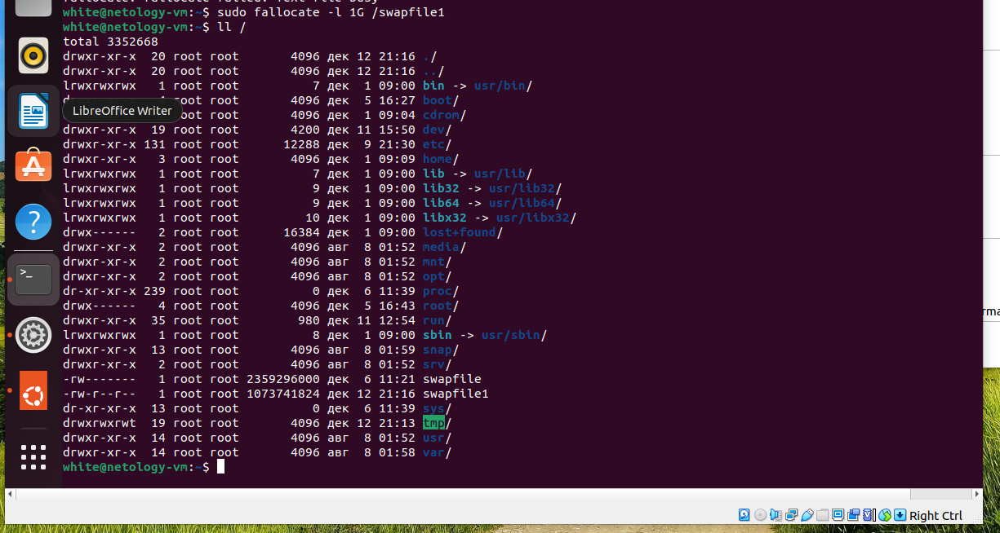 fallocate: fallocate failed: Text file busy
white@netology-vm:~$ sudo fallocate -l 1G /swapfile1
white@netology-vm:~$ ll /
total 3352668
drwxr-xr-x  20 root root       4096 дек 12 21:16 ./
drwxr-xr-x  20 root root       4096 дек 12 21:16 ../
lrwxrwxrwx   1 root root          7 дек  1 09:00 bin -> usr/bin/
4096 дек  5 16:27 boot/
LibreOffice Writer
root       4096 дек  1 09:04 cdrom/
drwxr-xr-x  19 root root       4200 дек 11 15:50 dev/
drwxr-xr-x 131 root root      12288 дек  9 21:30 etc/
drwxr-xr-x   3 root root       4096 дек  1 09:09 home/
lrwxrwxrwx   1 root root          7 дек  1 09:00 lib -> usr/lib/
lrwxrwxrwx   1 root root          9 дек  1 09:00 lib32 -> usr/lib32/
lrwxrwxrwx   1 root root          9 дек  1 09:00 lib64 -> usr/lib64/
lrwxrwxrwx   1 root root         10 дек  1 09:00 libx32 -> usr/libx32/
drwx------   2 root root      16384 дек  1 09:00 lost+found/
drwxr-xr-x   2 root root       4096 авг  8 01:52 media/
drwxr-xr-x   2 root root       4096 авг  8 01:52 mnt/
drwxr-xr-x   2 root root       4096 авг  8 01:52 opt/
dr-xr-xr-x 239 root root          0 дек  6 11:39 proc/
drwx------   4 root root       4096 дек  5 16:43 root/
drwxr-xr-x  35 root root        980 дек 11 12:54 run/
lrwxrwxrwx   1 root root          8 дек  1 09:00 sbin -> usr/sbin/
drwxr-xr-x  13 root root       4096 авг  8 01:59 snap/
drwxr-xr-x   2 root root       4096 авг  8 01:52 srv/
-rw-------   1 root root 2359296000 дек  6 11:21 swapfile
-rw-r--r--   1 root root 1073741824 дек 12 21:16 swapfile1
dr-xr-xr-x  13 root root          0 дек  6 11:39 sys/
drwxrwxrwt  19 root root       4096 дек 12 21:13 tmp/
drwxr-xr-x  14 root root       4096 авг  8 01:52 usr/
drwxr-xr-x  14 root root       4096 авг  8 01:58 var/
white@netology-vm:~$
Right Ctrl